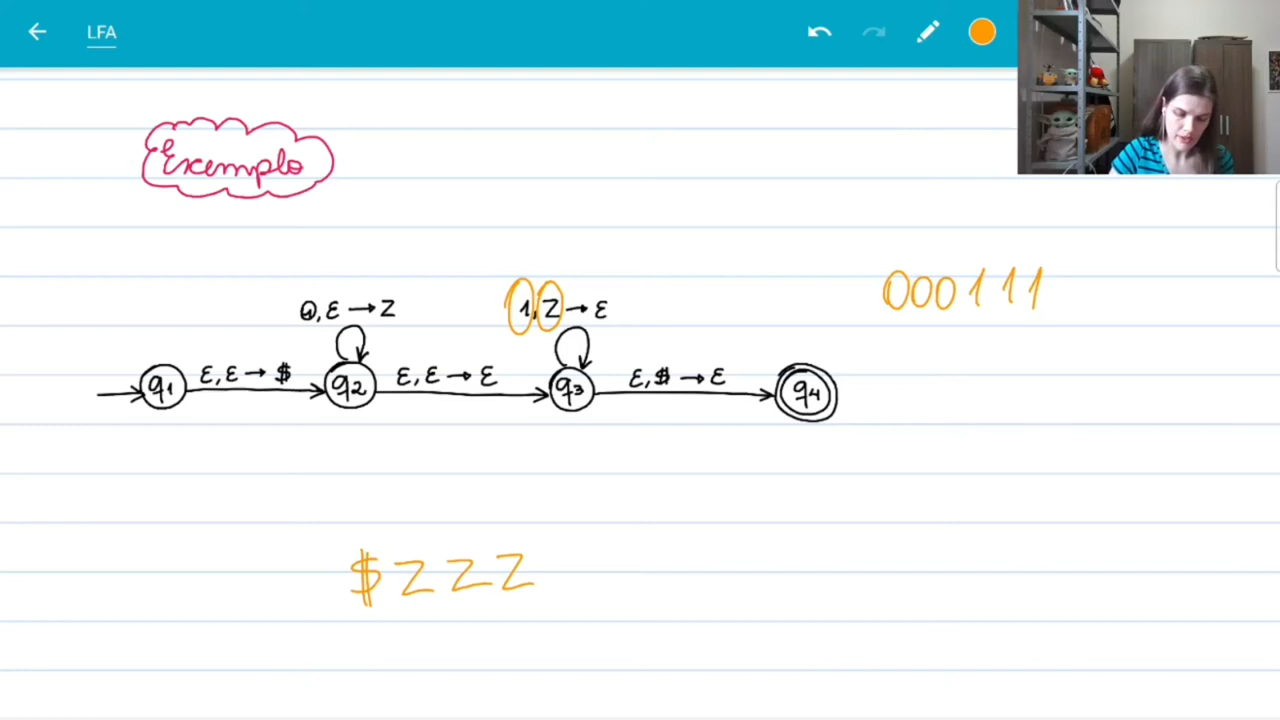 LFA
Exemplo
000111
0, ε → Z
1, Z → ε
q1
ε, ε → $
q2
ε, ε → ε
q3
ε, $ → ε
q4
$ZZZ